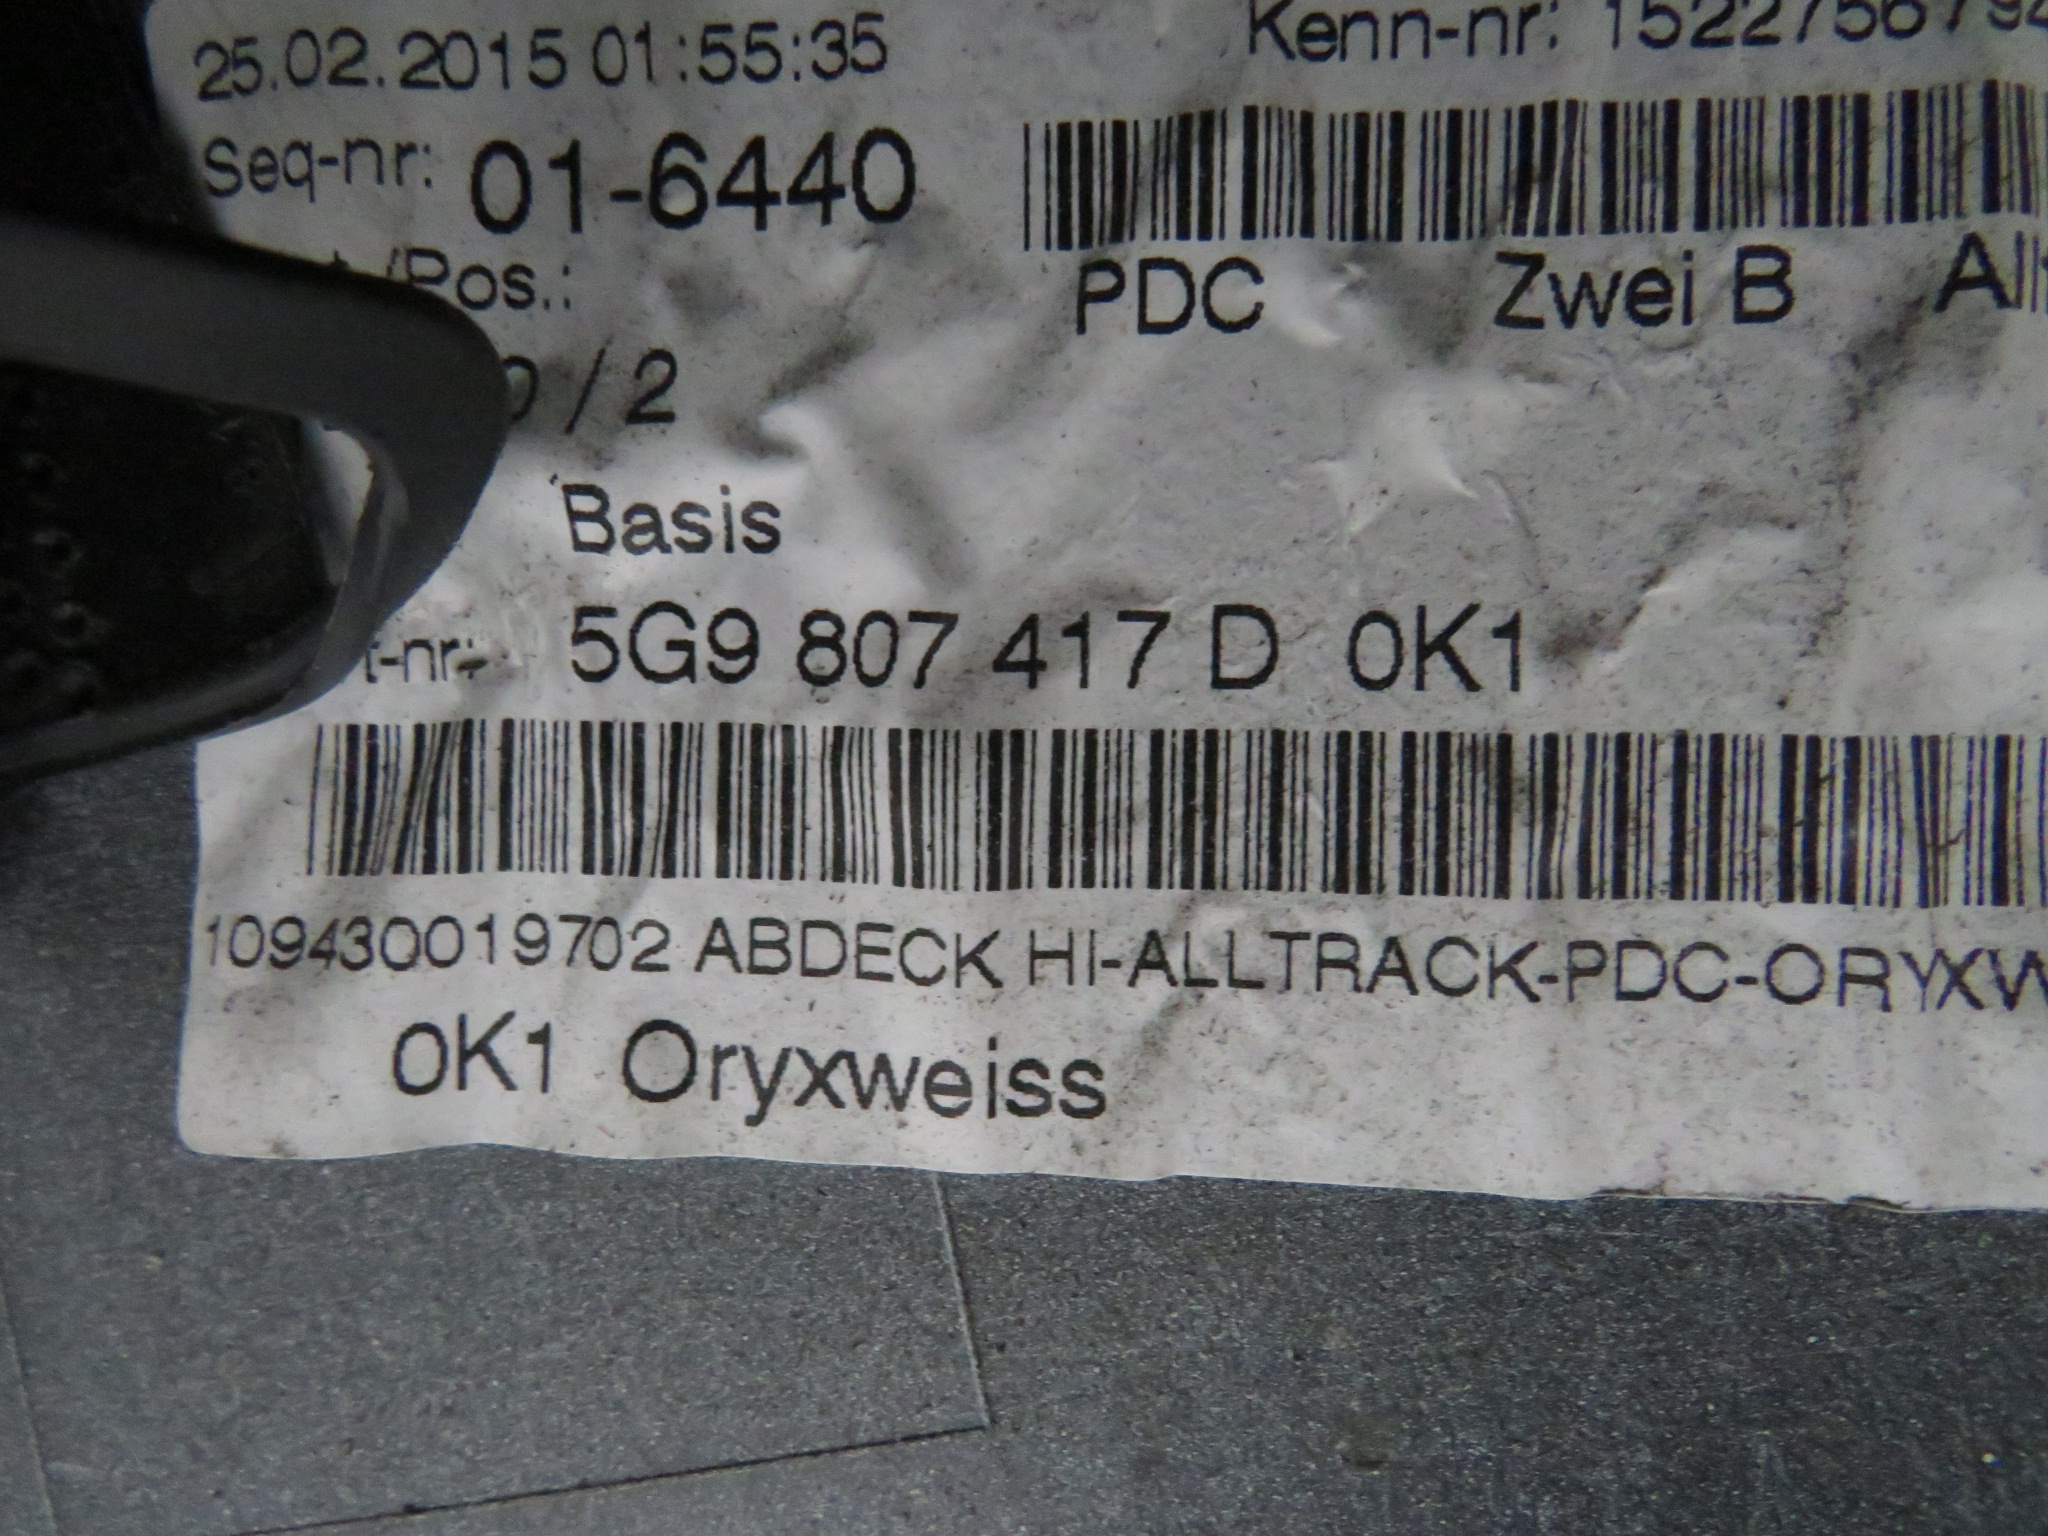 25.02.2015 01:55:35
Kenn-nr:
Seq-nr: 01-6440
/Pos.:
PDC Zwei B
/ 2
Basis
5G9 807 417 D 0K1
109430019702 ABDECK HI-ALLTRACK-PDC-ORYXW
0K1 Oryxweiss